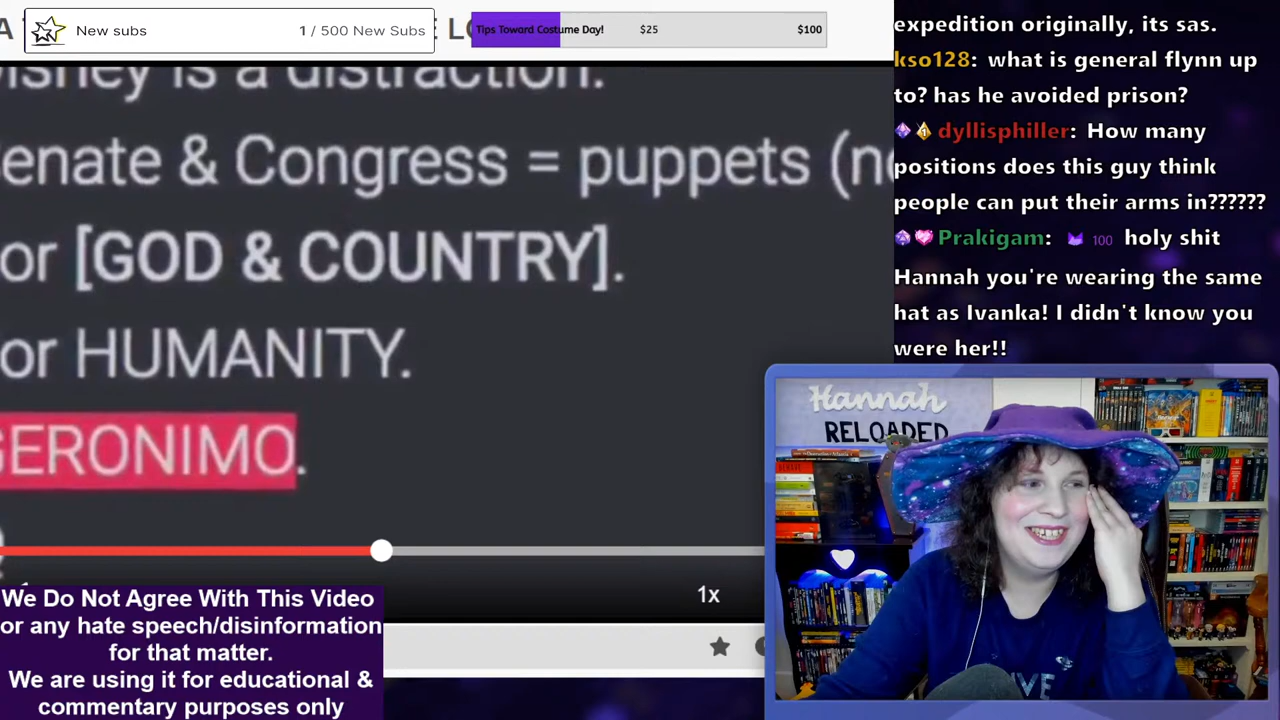 New subs
1 / 500 New Subs
Tips Toward Costume Day!
$25
$100
is a distraction.
& Congress = puppets
[GOD & COUNTRY].
HUMANITY.
GERONIMO.
1x
We Do Not Agree With This Video
or any hate speech/disinformation
for that matter.
We are using it for educational &
commentary purposes only
expedition originally, its sas.
kso128: what is general flynn up
to? has he avoided prison?
dyllisphiller: How many
positions does this guy think
people can put their arms in??????
Prakigam: 100 holy shit
Hannah you're wearing the same
hat as Ivanka! I didn't know you
were her!!
Hannah
RELOADED